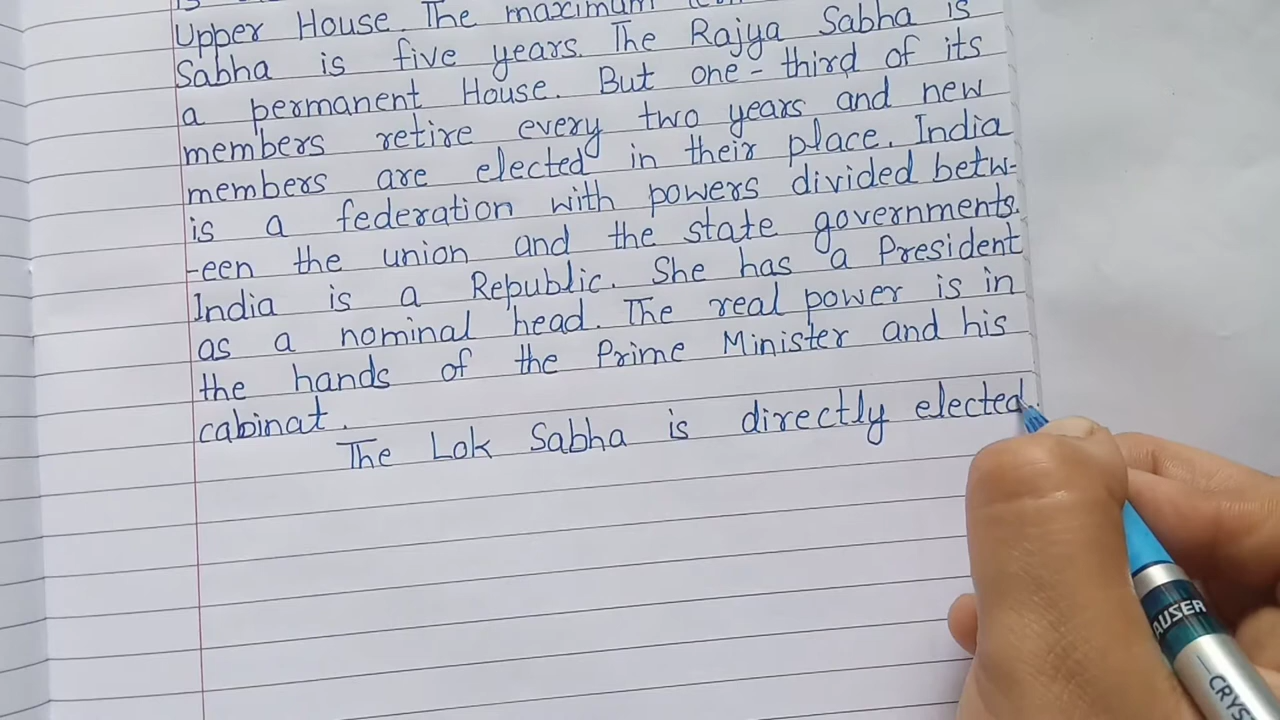 Upper House. The maximum
Sabha is five years. The Rajya Sabha is
a permanent House. But one-third of its
members retire every two years and new
members are elected in their place. India
is a federation with powers divided betw-
-een the union and the state governments.
India is a Republic. She has a President
as a nominal head. The real power is in
the hands of the Prime Minister and his
cabinat.
The Lok Sabha is directly elected
AUSER
CRYS